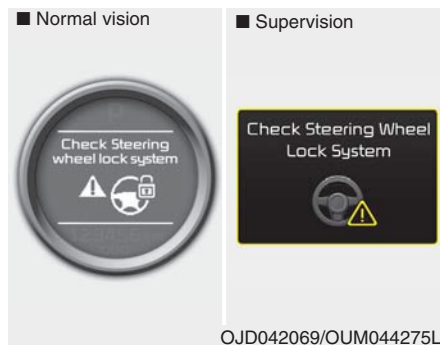 ■ Normal vision
Check Steering
wheel lock system
■ Supervision
Check Steering Wheel
Lock System
OJD042069/OUM044275L